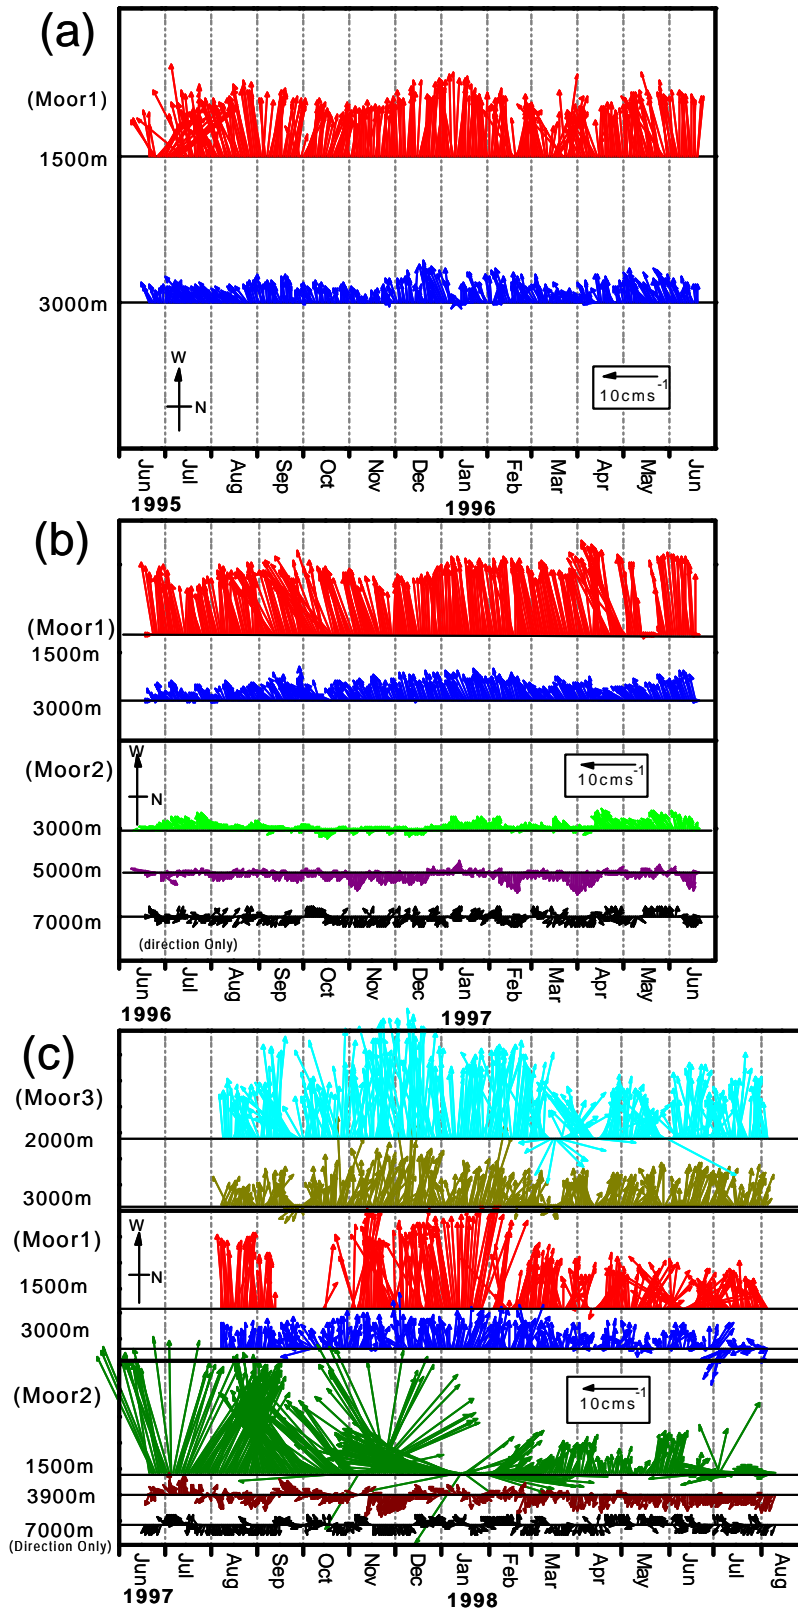 (a)
(Moor1)
1500m
3000m
W
N
10cms-1
Jun Jul Aug Sep Oct Nov Dec Jan Feb Mar Apr May Jun
1995 1996
(b)
(Moor1)
1500m
3000m
W
N
(Moor2)
10cms-1
3000m
5000m
7000m
(direction Only)
Jun Jul Aug Sep Oct Nov Dec Jan Feb Mar Apr May Jun
1996 1997
(c)
(Moor3)
2000m
3000m
W
N
(Moor1)
1500m
3000m
(Moor2)
10cms-1
1500m
3900m
7000m
(Direction Only)
Jun Jul Aug Sep Oct Nov Dec Jan Feb Mar Apr May Jun Jul Aug
1997 1998